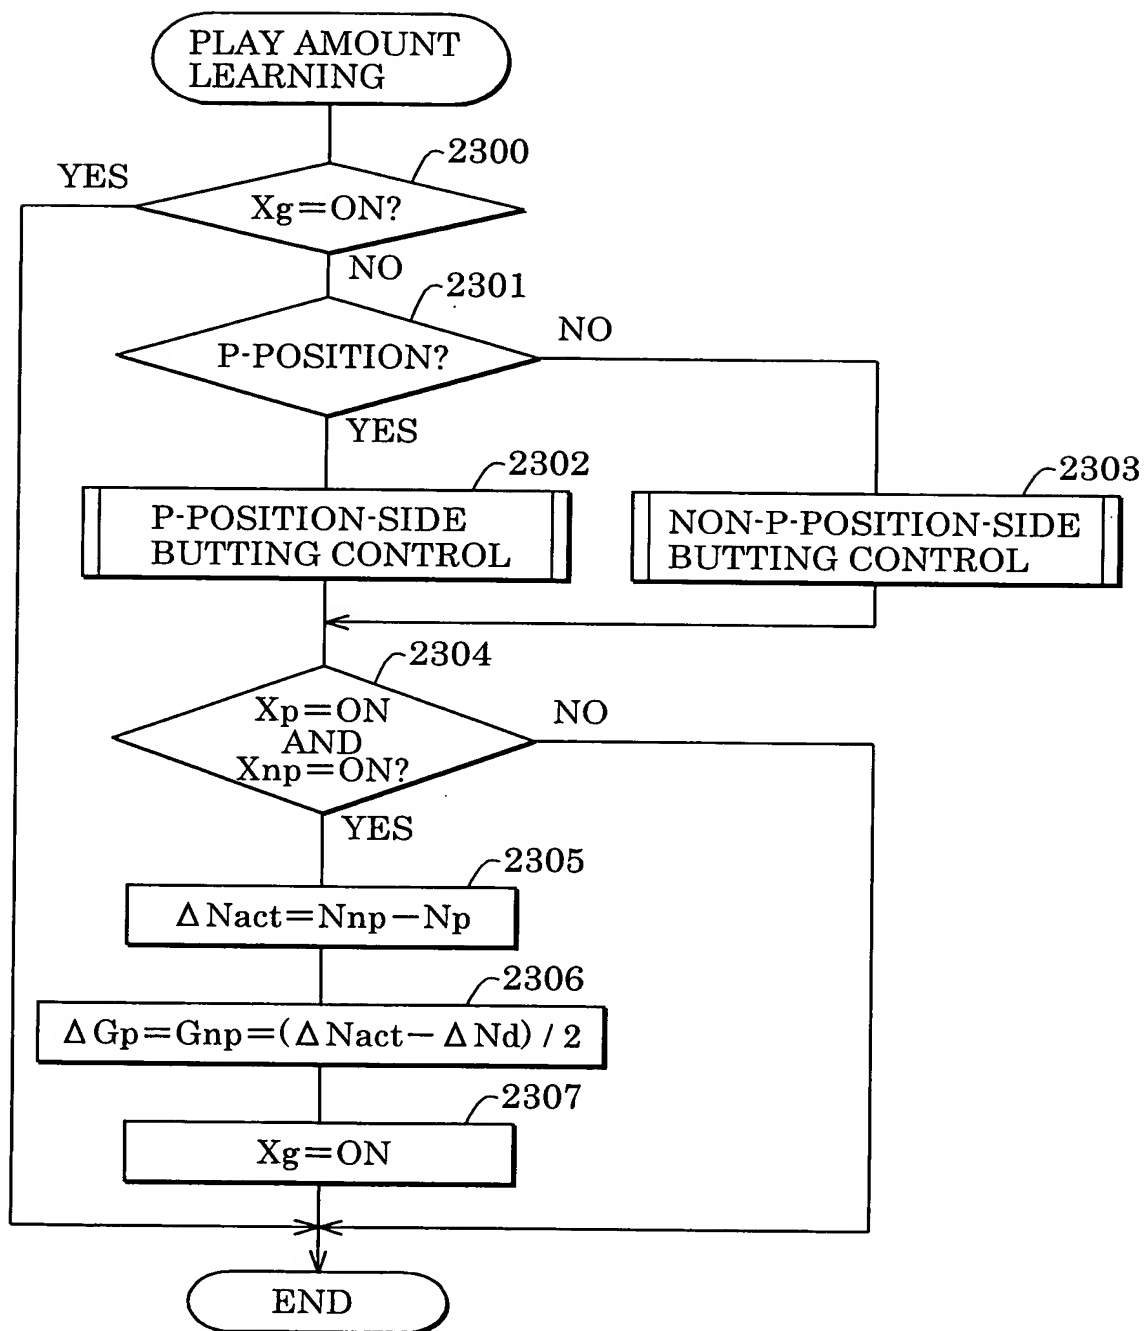 PLAY AMOUNT
LEARNING
2300
YES
Xg=ON?
NO
2301
P-POSITION?
NO
YES
2302
P-POSITION-SIDE
BUTTING CONTROL
2303
NON-P-POSITION-SIDE
BUTTING CONTROL
2304
Xp=ON
AND
Xnp=ON?
NO
YES
2305
ΔNact=Nnp−Np
2306
ΔGp=Gnp=(ΔNact−ΔNd)/2
2307
Xg=ON
END